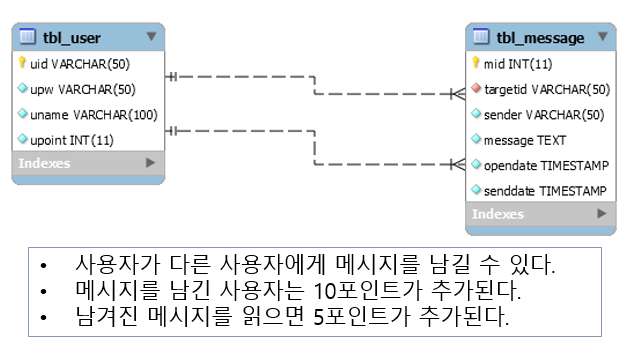 tbl_user
uid VARCHAR(50)
upw VARCHAR(50)
uname VARCHAR(100)
upoint INT(11)
Indexes
tbl_message
mid INT(11)
targetid VARCHAR(50)
sender VARCHAR(50)
message TEXT
opendate TIMESTAMP
senddate TIMESTAMP
Indexes
• 사용자가 다른 사용자에게 메시지를 남길 수 있다.
• 메시지를 남긴 사용자는 10포인트가 추가된다.
• 남겨진 메시지를 읽으면 5포인트가 추가된다.